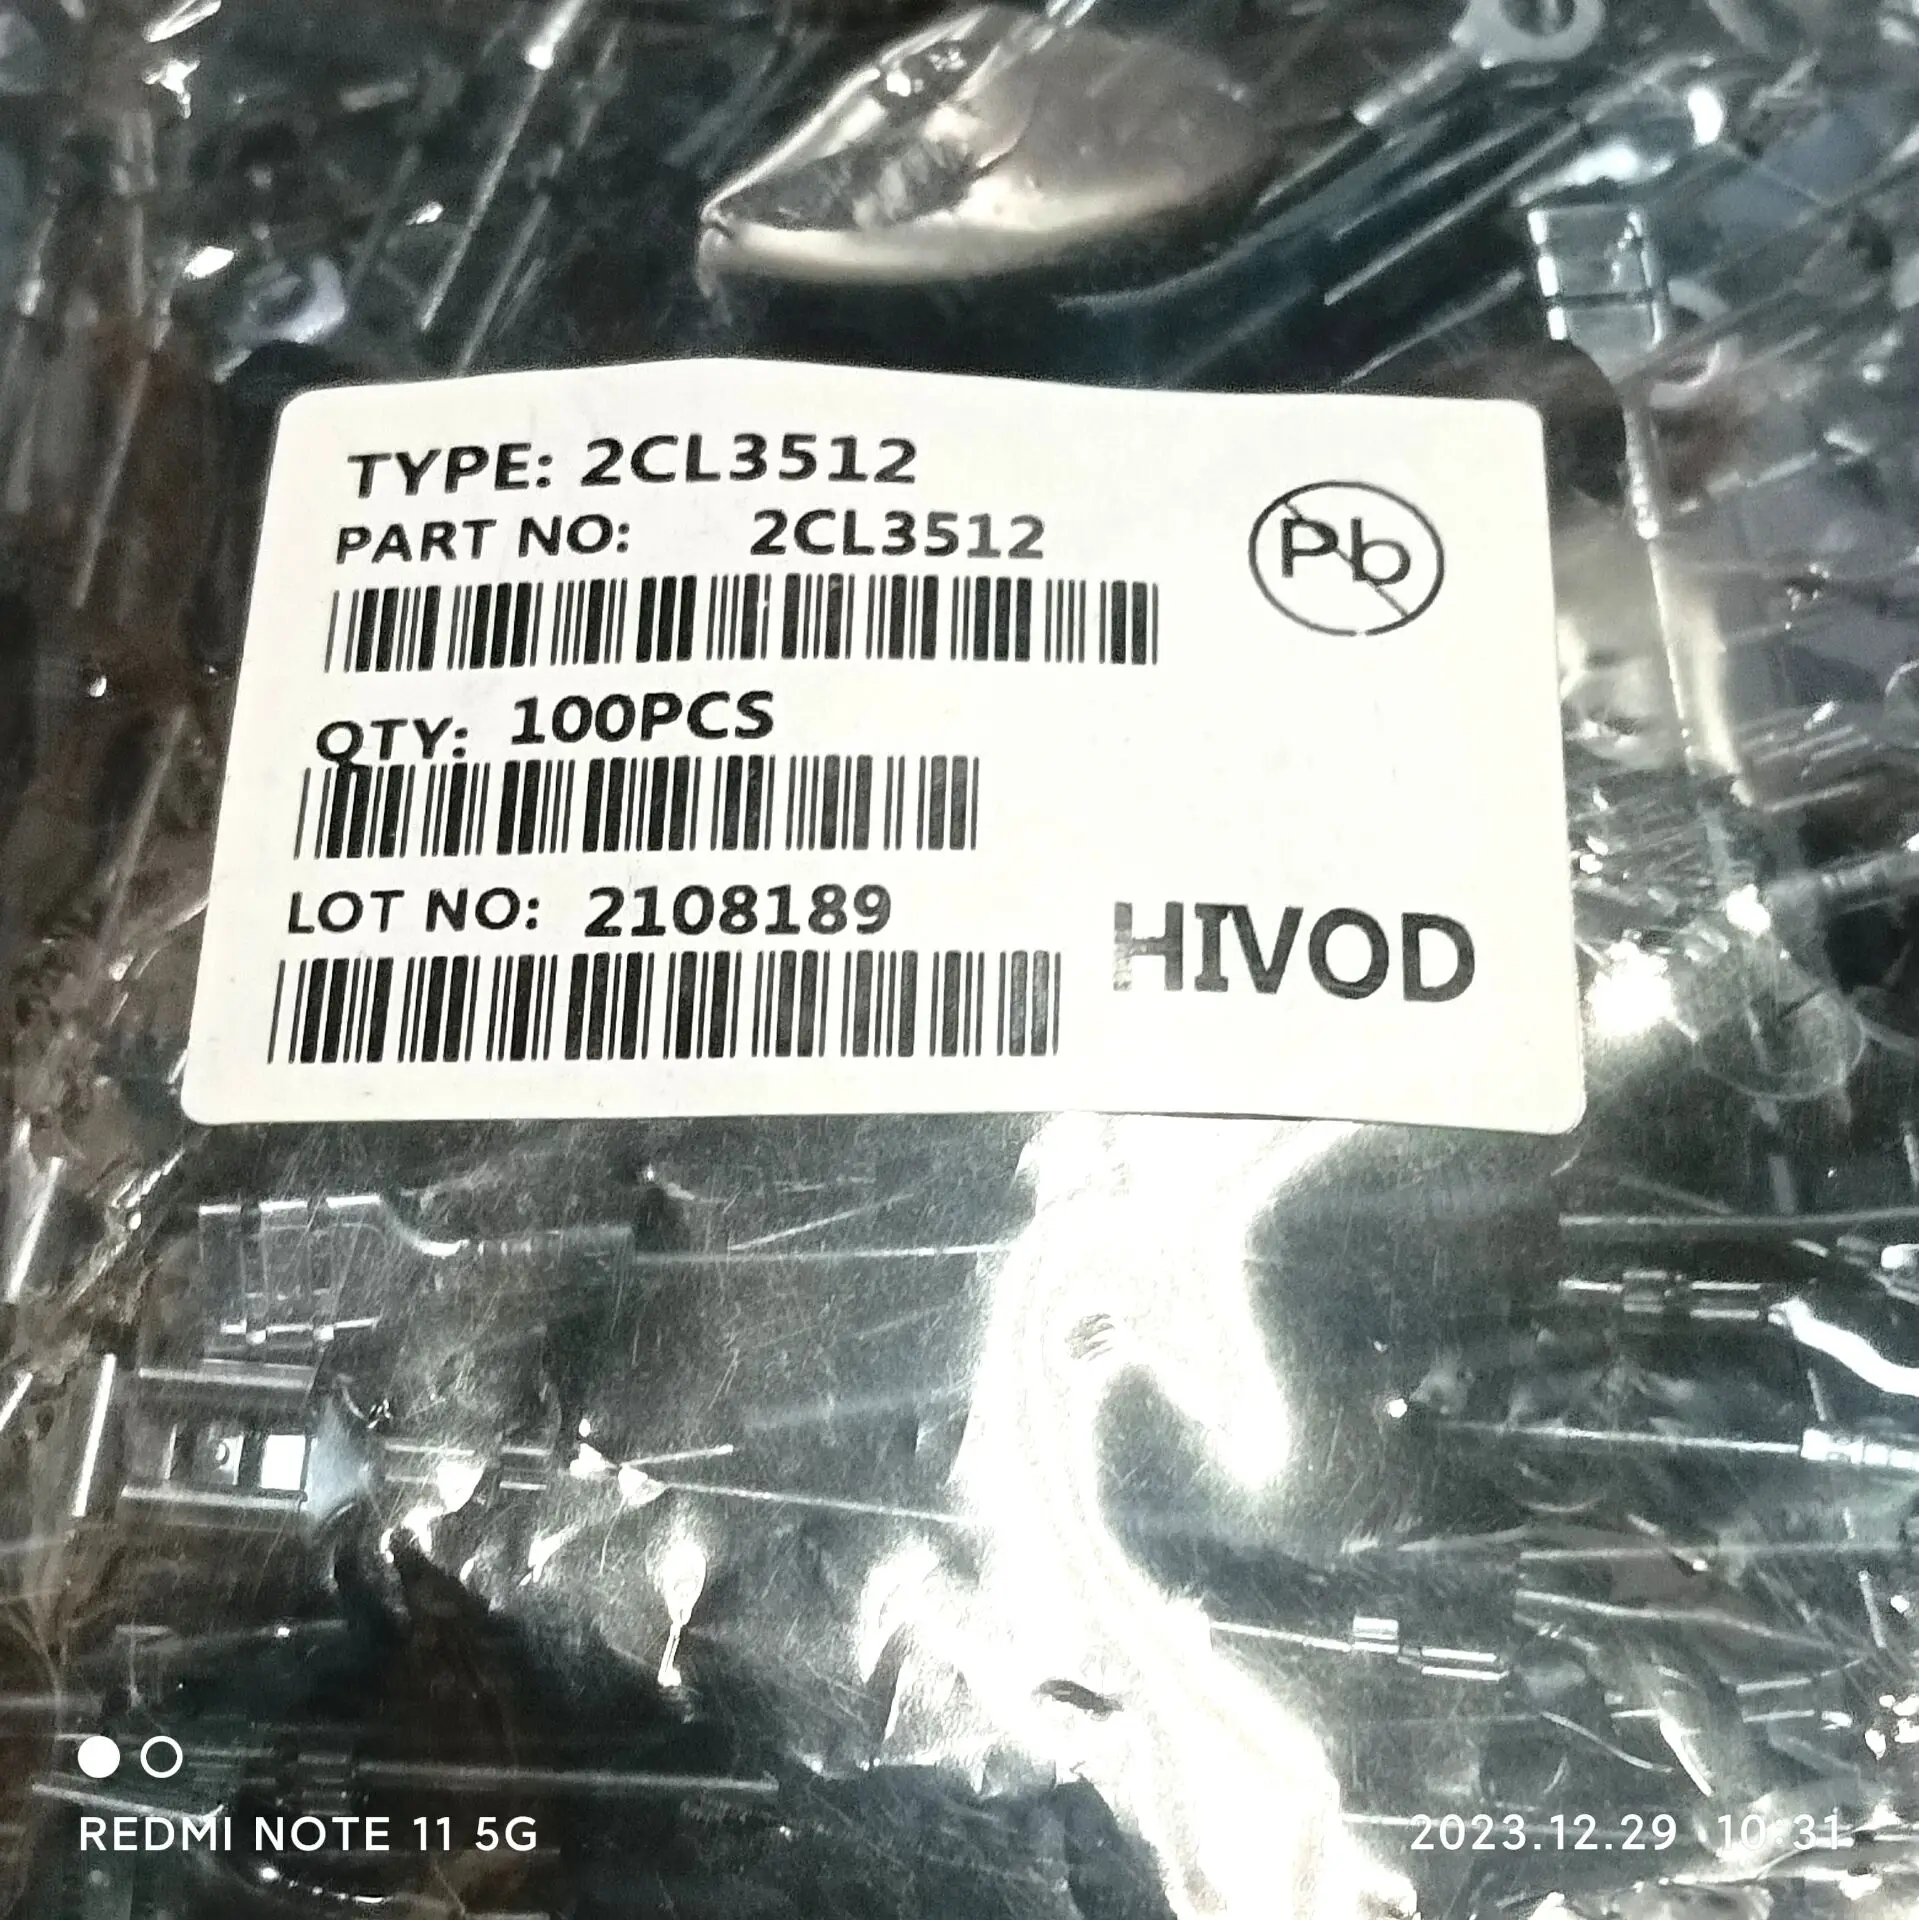 TYPE: 2CL3512
PART NO: 2CL3512
Pb
QTY: 100PCS
LOT NO: 2108189
HIVOD
REDMI NOTE 11 5G
2023.12.29 10:31